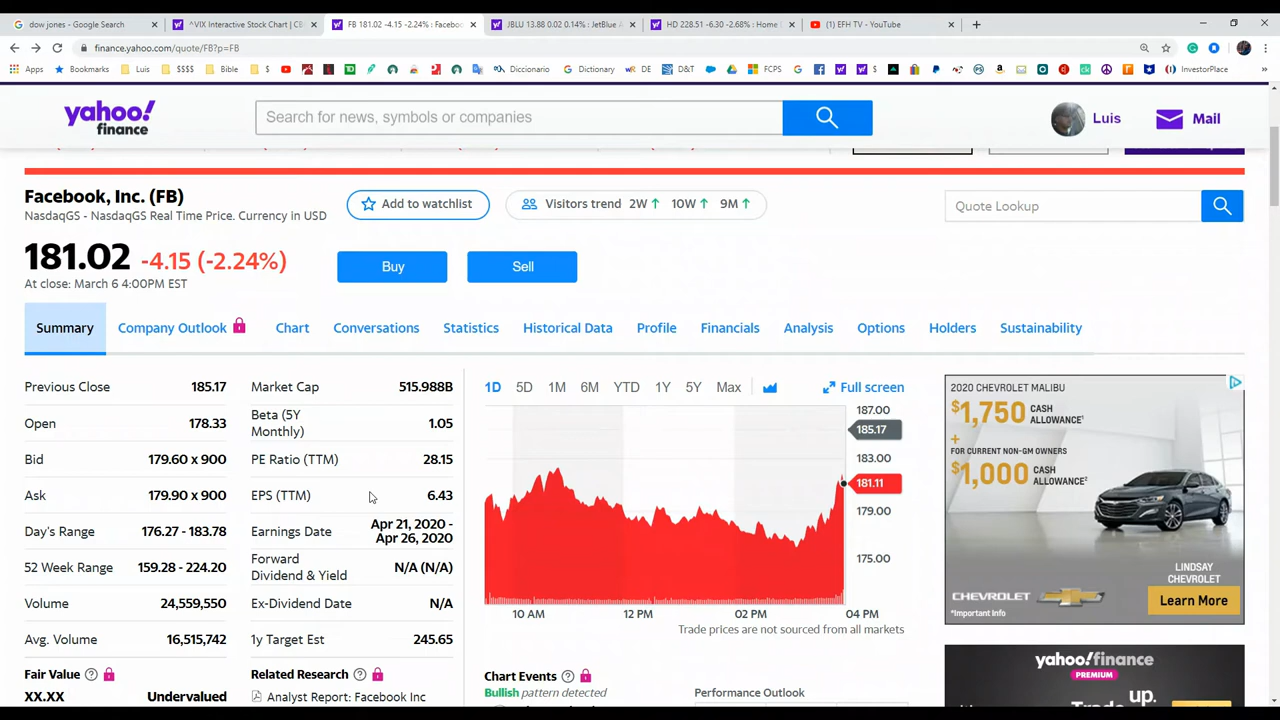 dow jones - Google Search
^VIX Interactive Stock Chart | CB
FB 181.02 -4.15 -2.24% : Faceboo
JBLU 13.88 0.02 0.14% : JetBlue A
HD 228.51 -6.30 -2.68% : Home
(1) EFH TV - YouTube
finance.yahoo.com/quote/FB?p=FB
Apps
Bookmarks
Luis
$$$$
Bible
$
Diccionario
Dictionary
DE
D&T
FCPS
$
InvestorPlace
yahoo!
finance
Search for news, symbols or companies
Luis
Mail
Facebook, Inc. (FB)
NasdaqGS - NasdaqGS Real Time Price. Currency in USD
Add to watchlist
Visitors trend 2W ↑ 10W ↑ 9M ↑
Quote Lookup
181.02 -4.15 (-2.24%)
At close: March 6 4:00PM EST
Buy
Sell
Summary
Company Outlook
Chart
Conversations
Statistics
Historical Data
Profile
Financials
Analysis
Options
Holders
Sustainability
Previous Close 185.17
Open 178.33
Bid 179.60 x 900
Ask 179.90 x 900
Day's Range 176.27 - 183.78
52 Week Range 159.28 - 224.20
Volume 24,559,550
Avg. Volume 16,515,742
Market Cap 515.988B
Beta (5Y
Monthly) 1.05
PE Ratio (TTM) 28.15
EPS (TTM) 6.43
Earnings Date Apr 21, 2020 -
Apr 26, 2020
Forward
Dividend & Yield N/A (N/A)
Ex-Dividend Date N/A
1y Target Est 245.65
Fair Value
XX.XX Undervalued
Related Research
Analyst Report: Facebook Inc
1D 5D 1M 6M YTD 1Y 5Y Max
Full screen
187.00
185.17
183.00
181.11
179.00
175.00
10 AM 12 PM 02 PM 04 PM
Trade prices are not sourced from all markets
Chart Events
Bullish pattern detected
Performance Outlook
2020 CHEVROLET MALIBU
$1,750 CASH
ALLOWANCE¹
+
FOR CURRENT NON-GM OWNERS
$1,000 CASH
ALLOWANCE²
LINDSAY
CHEVROLET
CHEVROLET
*Important Info
Learn More
yahoo!finance
PREMIUM
up.